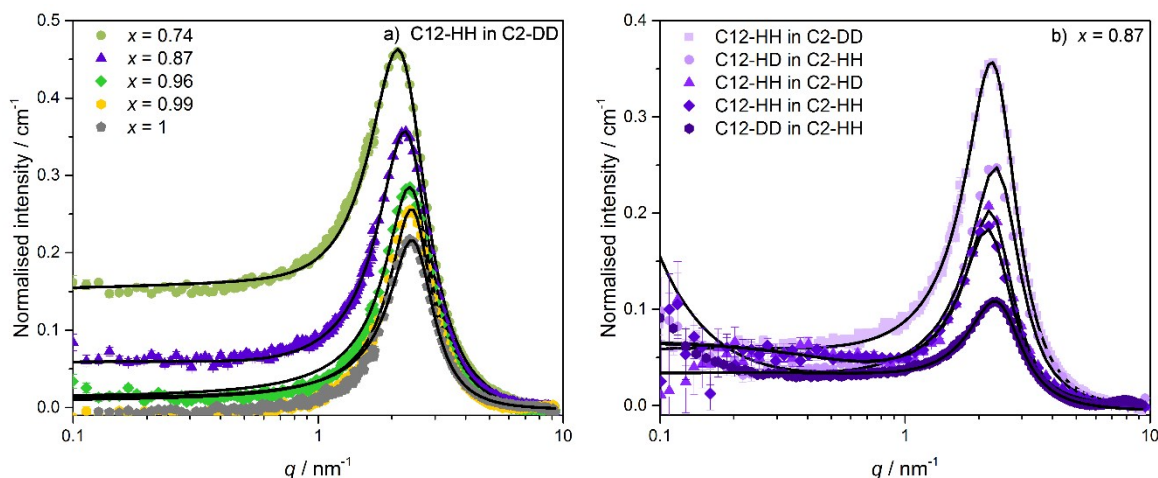 a) C12-HH in C2-DD
x = 0.74
x = 0.87
x = 0.96
x = 0.99
x = 1
Normalised intensity / cm⁻¹
0.5
0.4
0.3
0.2
0.1
0.0
0.1
1
10
q / nm⁻¹
b) x = 0.87
C12-HH in C2-DD
C12-HD in C2-HH
C12-HH in C2-HD
C12-HH in C2-HH
C12-DD in C2-HH
Normalised intensity / cm⁻¹
0.4
0.3
0.2
0.1
0.0
0.1
1
10
q / nm⁻¹